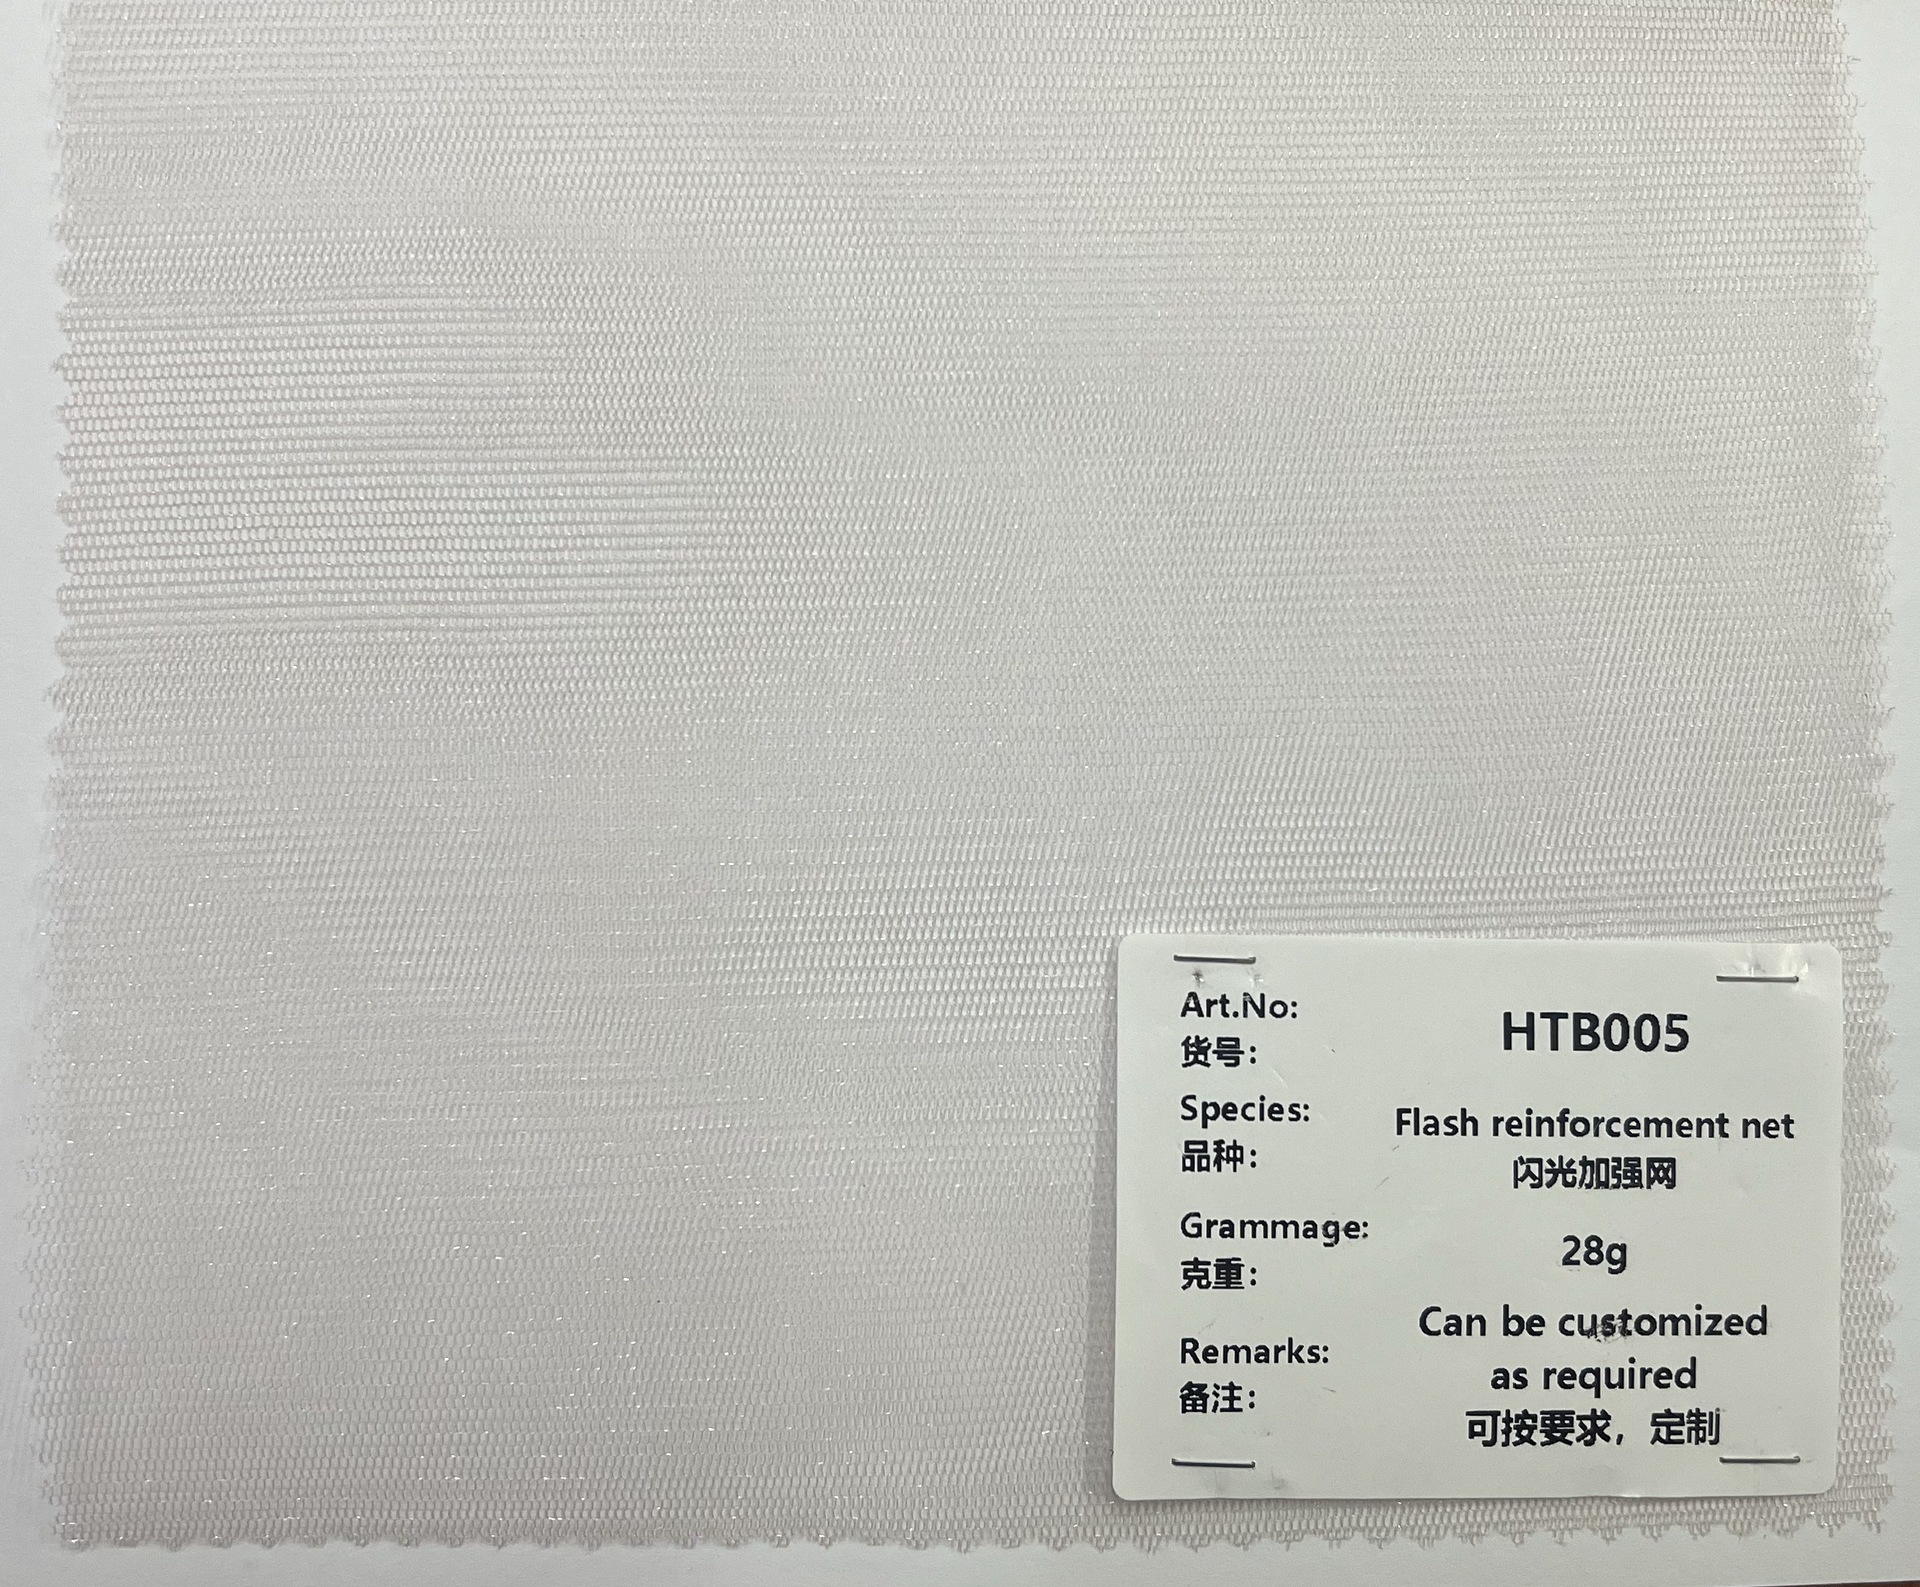 Art.No:
货号：
HTB005
Species:
品种：
Flash reinforcement net
闪光加强网
Grammage:
克重：
28g
Remarks:
备注：
Can be customized
as required
可按要求，定制